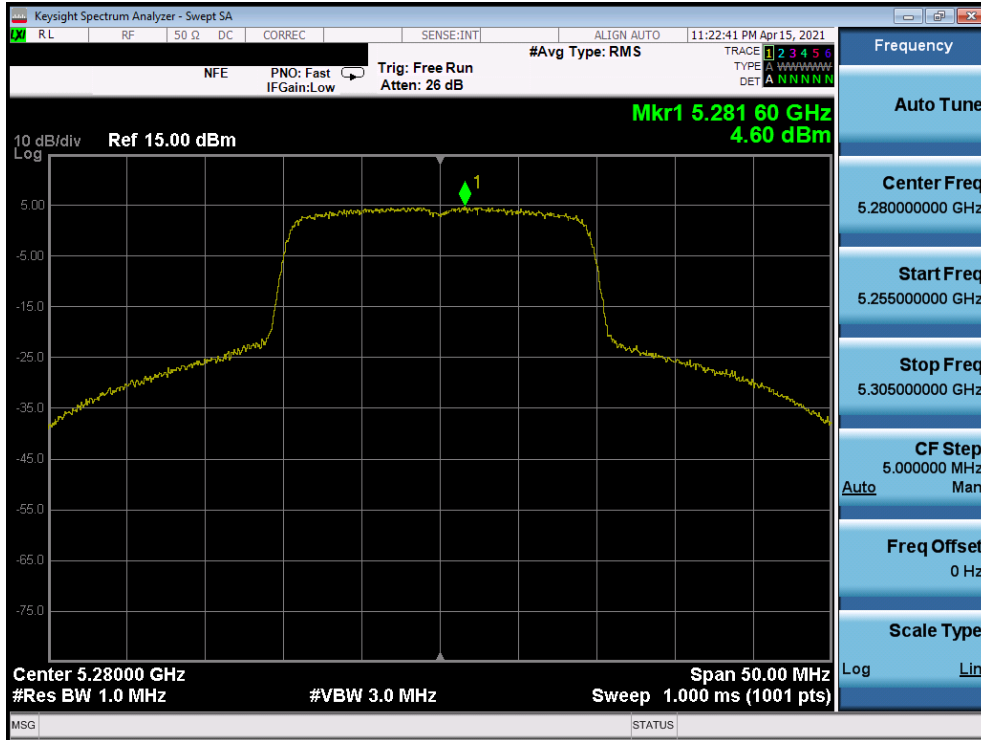 Keysight Spectrum Analyzer - Swept SA
LXI RL RF 50 Ω DC CORREC SENSE:INT ALIGN AUTO 11:22:41 PM Apr 15, 2021
#Avg Type: RMS TRACE 1 2 3 4 5 6
NFE PNO: Fast Trig: Free Run TYPE A WWWWW
IFGain:Low Atten: 26 dB DET A N N N N N
Mkr1 5.281 60 GHz
4.60 dBm
10 dB/div Ref 15.00 dBm
Log
1
5.00
-5.00
-15.0
-25.0
-35.0
-45.0
-55.0
-65.0
-75.0
Center 5.28000 GHz Span 50.00 MHz
#Res BW 1.0 MHz #VBW 3.0 MHz Sweep 1.000 ms (1001 pts)
MSG STATUS
Frequency
Auto Tune
Center Freq
5.280000000 GHz
Start Freq
5.255000000 GHz
Stop Freq
5.305000000 GHz
CF Step
5.000000 MHz
Auto Man
Freq Offset
0 Hz
Scale Type
Log Lin